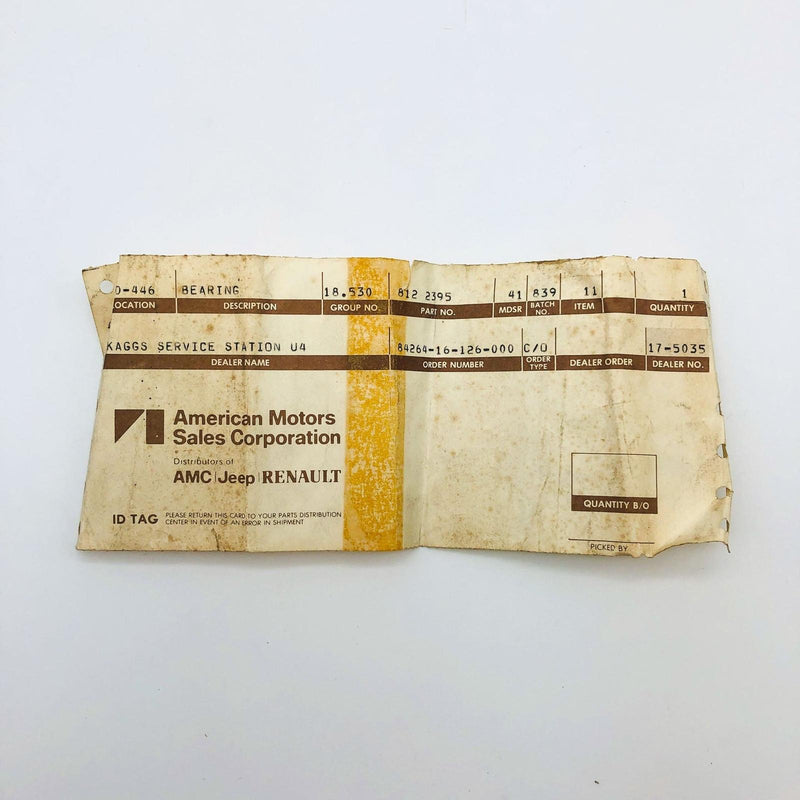 0-446 BEARING 18.530 812 2395 41 839 11 1
OCATION DESCRIPTION GROUP NO. PART NO. MDSR BATCH NO. ITEM QUANTITY
KAGGS SERVICE STATION U4 84264-16-126-000 C/O 17-5035
DEALER NAME ORDER NUMBER ORDER TYPE DEALER ORDER DEALER NO.
American Motors
Sales Corporation
Distributors of
AMC Jeep RENAULT
QUANTITY B/O
ID TAG PLEASE RETURN THIS CARD TO YOUR PARTS DISTRIBUTION
CENTER IN EVENT OF AN ERROR IN SHIPMENT
PICKED BY